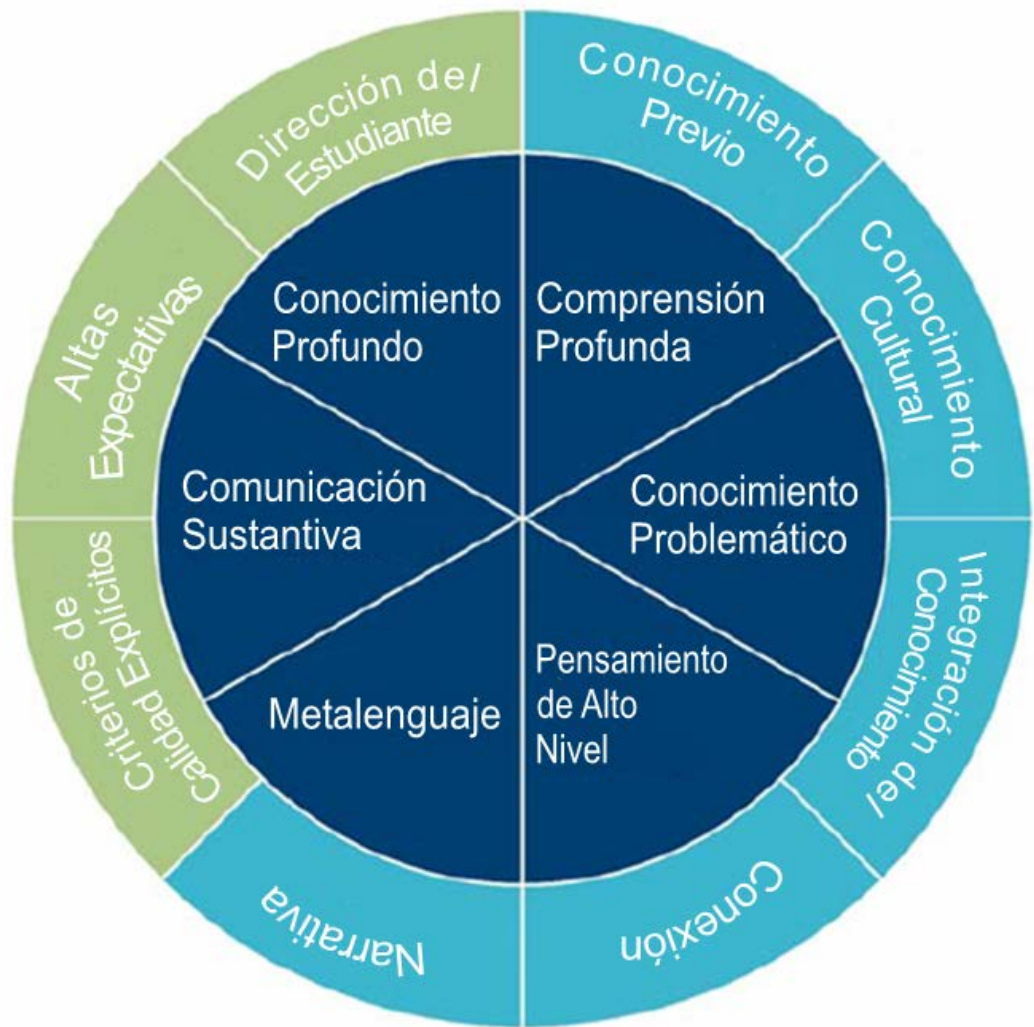 Dirección del
Estudiante
Conocimiento
Previo
Conocimiento
Cultural
Integración del
Conocimiento
Conexión
Narrativa
Criterios de
Calidad Explícitos
Altas
Expectativas
Conocimiento
Profundo
Comprensión
Profunda
Conocimiento
Problemático
Pensamiento
de Alto
Nivel
Metalenguaje
Comunicación
Sustantiva